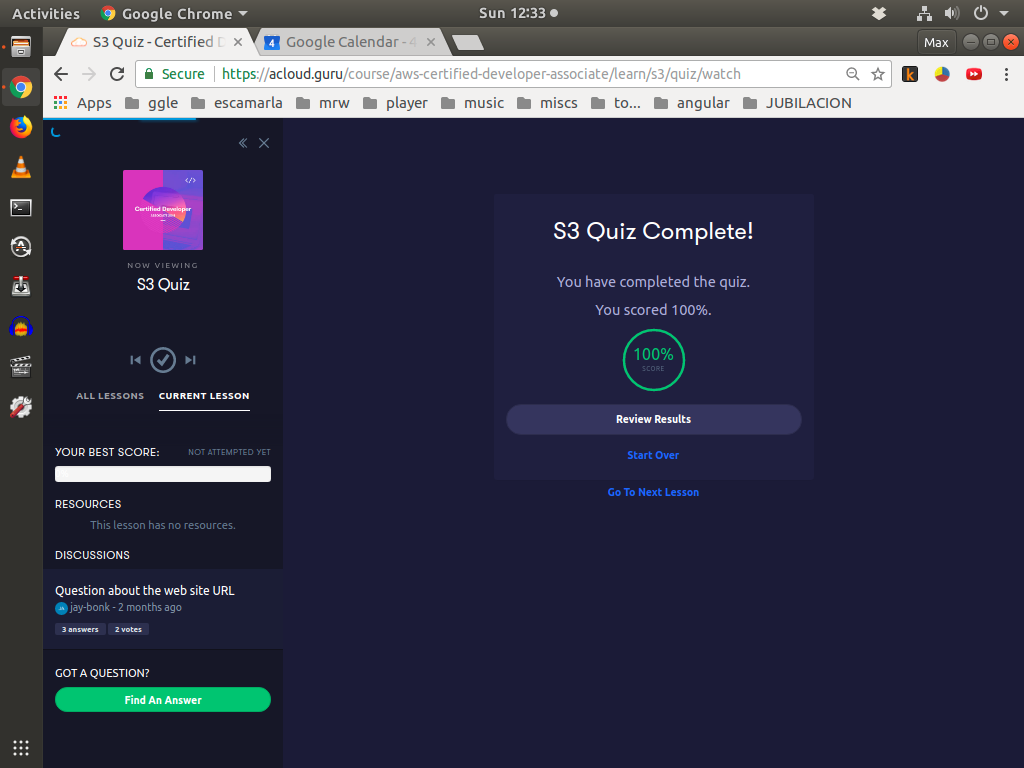 Activities Google Chrome Sun 12:33
S3 Quiz - Certified D Google Calendar - 4 Max
Secure https://acloud.guru/course/aws-certified-developer-associate/learn/s3/quiz/watch
Apps ggle escamarla mrw player music miscs to... angular JUBILACION
</>
Certified Developer
NOW VIEWING
S3 Quiz
ALL LESSONS CURRENT LESSON
YOUR BEST SCORE: NOT ATTEMPTED YET
RESOURCES
This lesson has no resources.
DISCUSSIONS
Question about the web site URL
JA jay-bonk - 2 months ago
3 answers 2 votes
GOT A QUESTION?
Find An Answer
S3 Quiz Complete!
You have completed the quiz.
You scored 100%.
100%
SCORE
Review Results
Start Over
Go To Next Lesson